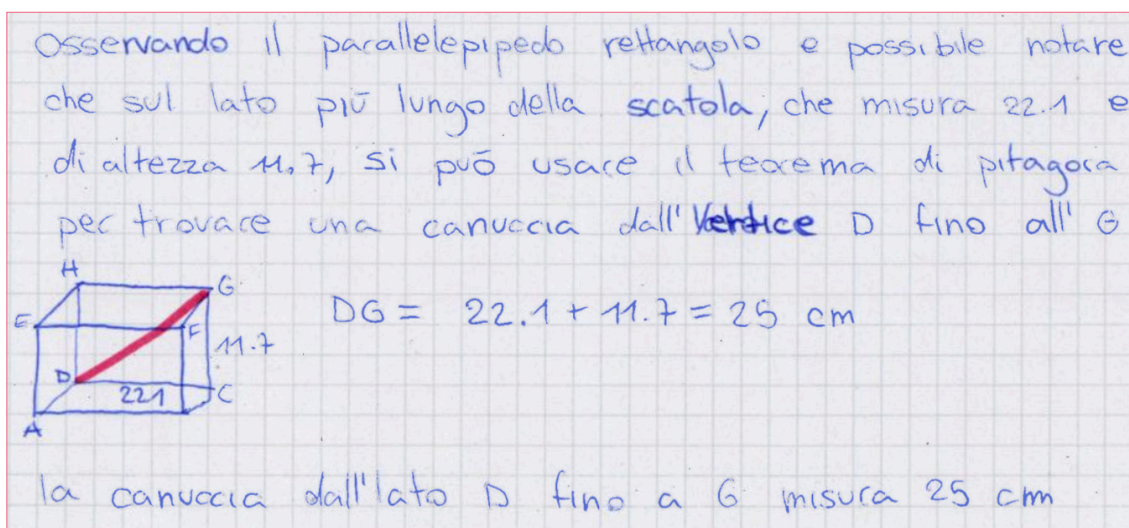 Osservando il parallelepipedo rettangolo e possibile notare
che sul lato più lungo della scatola, che misura 22.1 e
di altezza 11.7, si può usare il teorema di pitagora
per trovare una canuccia dall'Vertice D fino all' G
H
G
DG = 22.1 + 11.7 = 25 cm
E
F
11.7
D
221
C
A
la canuccia dall'lato D fino a G misura 25 cm